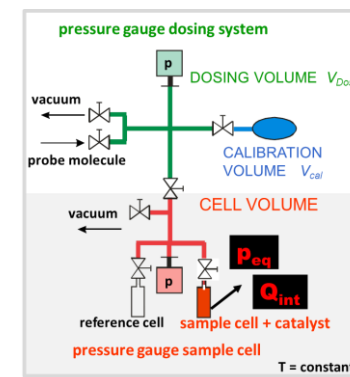 pressure gauge dosing system
p
DOSING VOLUME V
vacuum
probe molecule
CALIBRATION
VOLUME Vcal
CELL VOLUME
vacuum
peq
p
Qint
reference cell
sample cell + catalyst
pressure gauge sample cell
T = constant